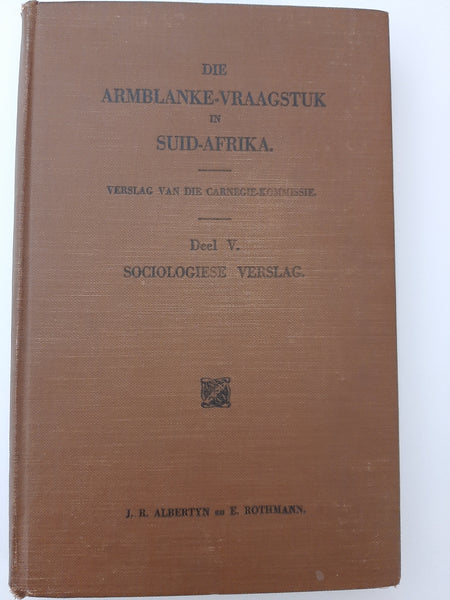 DIE
ARMBLANKE-VRAAGSTUK
IN
SUID-AFRIKA.
VERSLAG VAN DIE CARNEGIE-KOMMISSIE.
Deel V.
SOCIOLOGIESE VERSLAG.
J. R. ALBERTYN en E. ROTHMANN.